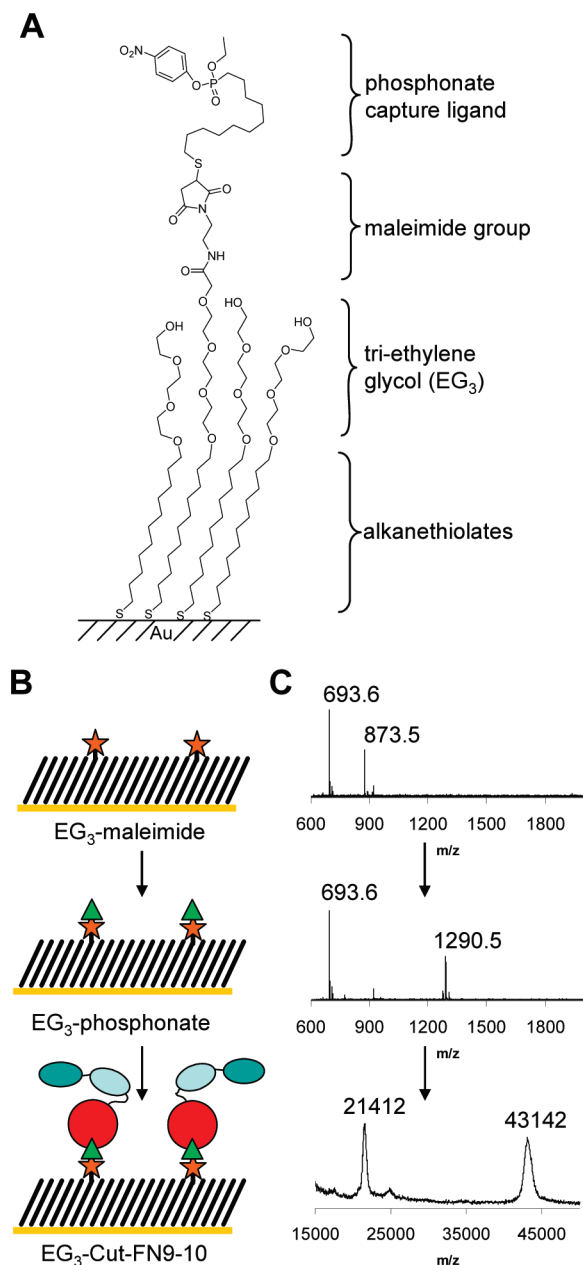 A
O₂N
O
O
P
O
O
S
O
N
O
NH
O
O
HO
HO
OH
O
O
O
O
O
O
O
O
O
O
O
O
S
S
S
S
Au
phosphonate
capture ligand
maleimide group
tri-ethylene
glycol (EG₃)
alkanethiolates
B
EG₃-maleimide
EG₃-phosphonate
EG₃-Cut-FN9-10
C
693.6
873.5
600 900 1200 1500 1800
m/z
693.6
1290.5
600 900 1200 1500 1800
m/z
21412
43142
15000 25000 35000 45000
m/z